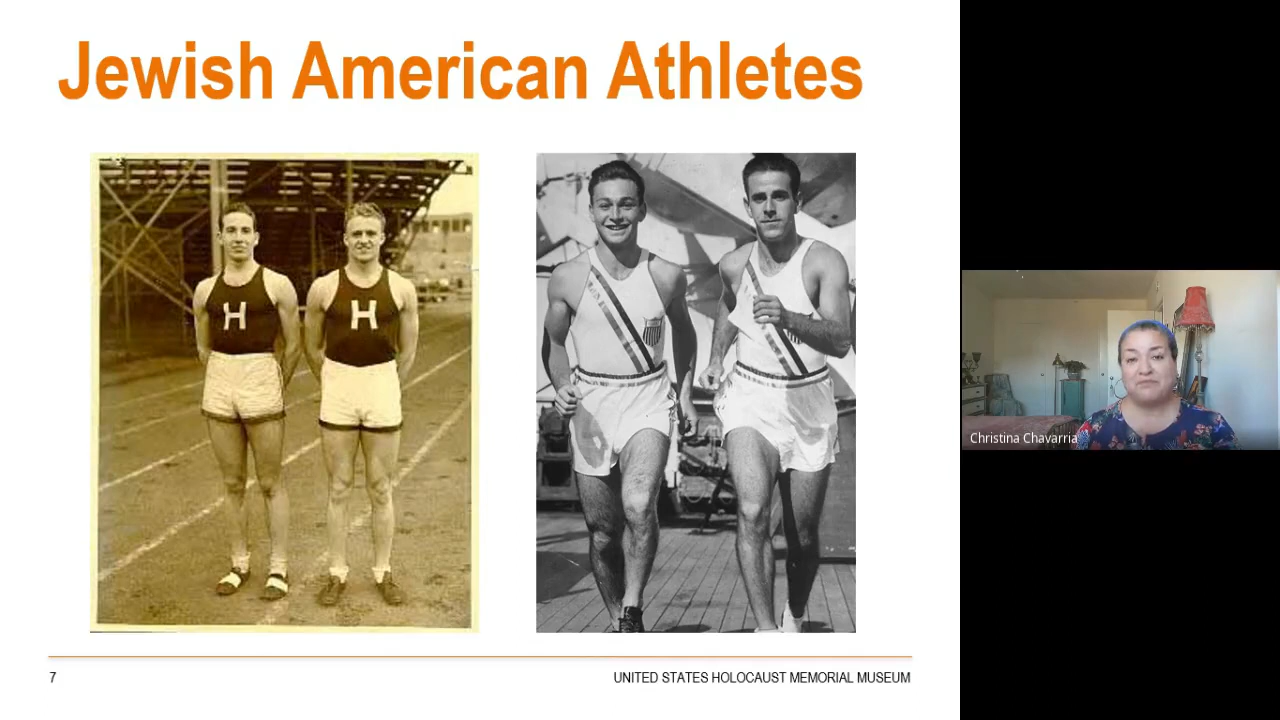 Jewish American Athletes
H
H
Christina Chavarria
7
UNITED STATES HOLOCAUST MEMORIAL MUSEUM